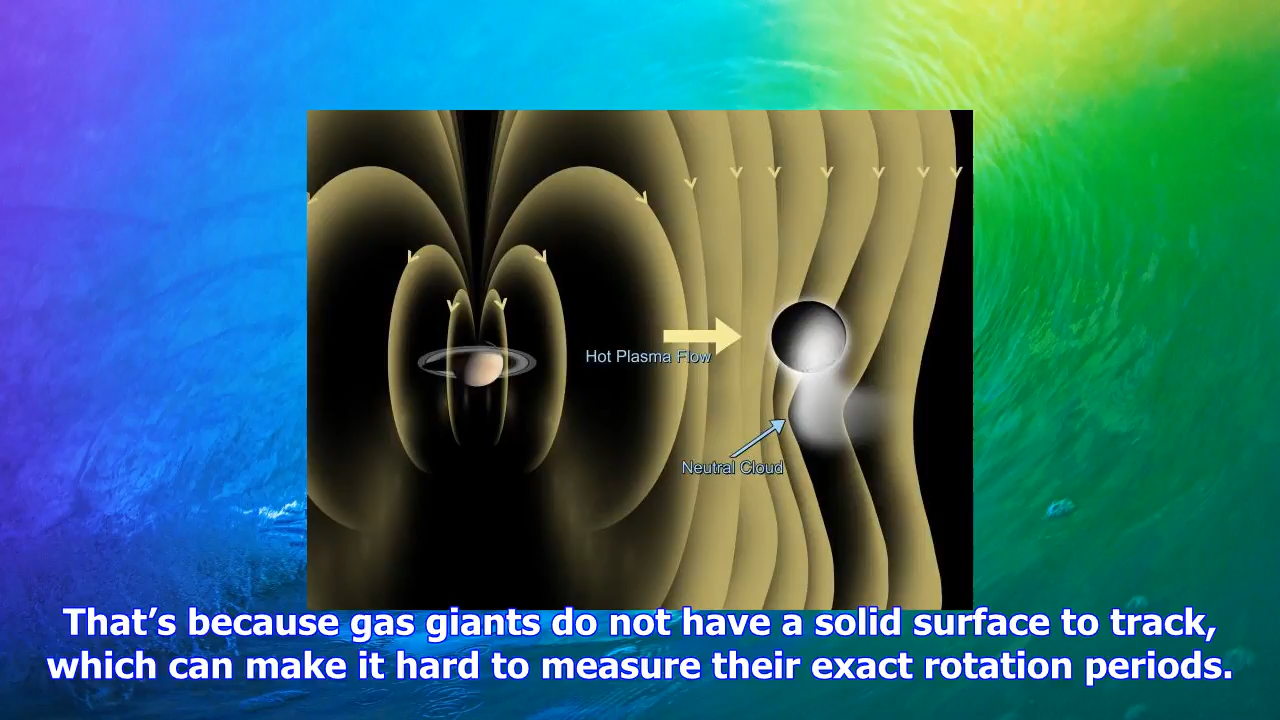 Hot Plasma Flow
Neutral Cloud
That’s because gas giants do not have a solid surface to track,
which can make it hard to measure their exact rotation periods.